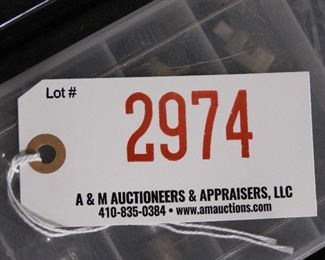 Lot #
2974
A & M AUCTIONEERS & APPRAISERS, LLC
410-835-0384 • www.amauctions.com